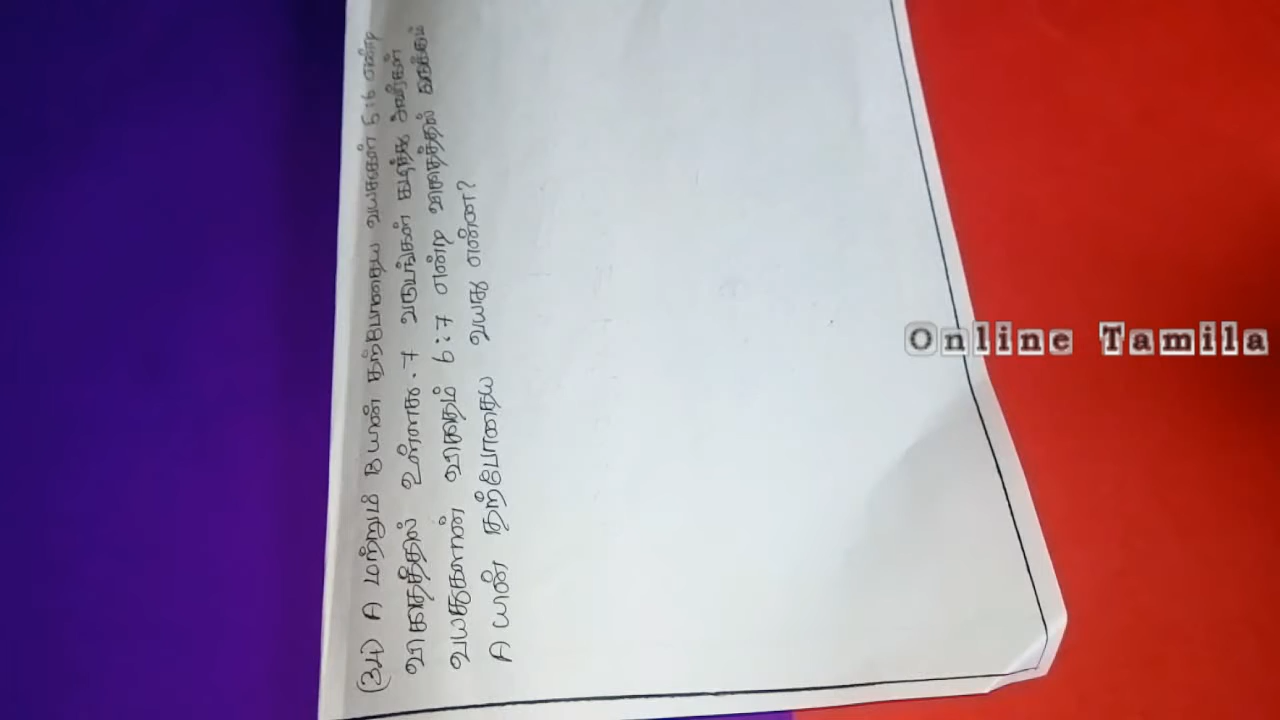 (34) A மற்றும் B யின் தற்போதைய வயதுகள் 5:6 என்ற
விகிதத்தில் உள்ளது. 7 வருடங்கள் கழித்து அவர்கள்
வயதுகளின் விகிதம் 6:7 என்ற விகிதத்தில் இருக்கும்
A யின் தற்போதைய வயது என்ன?
Online Tamila